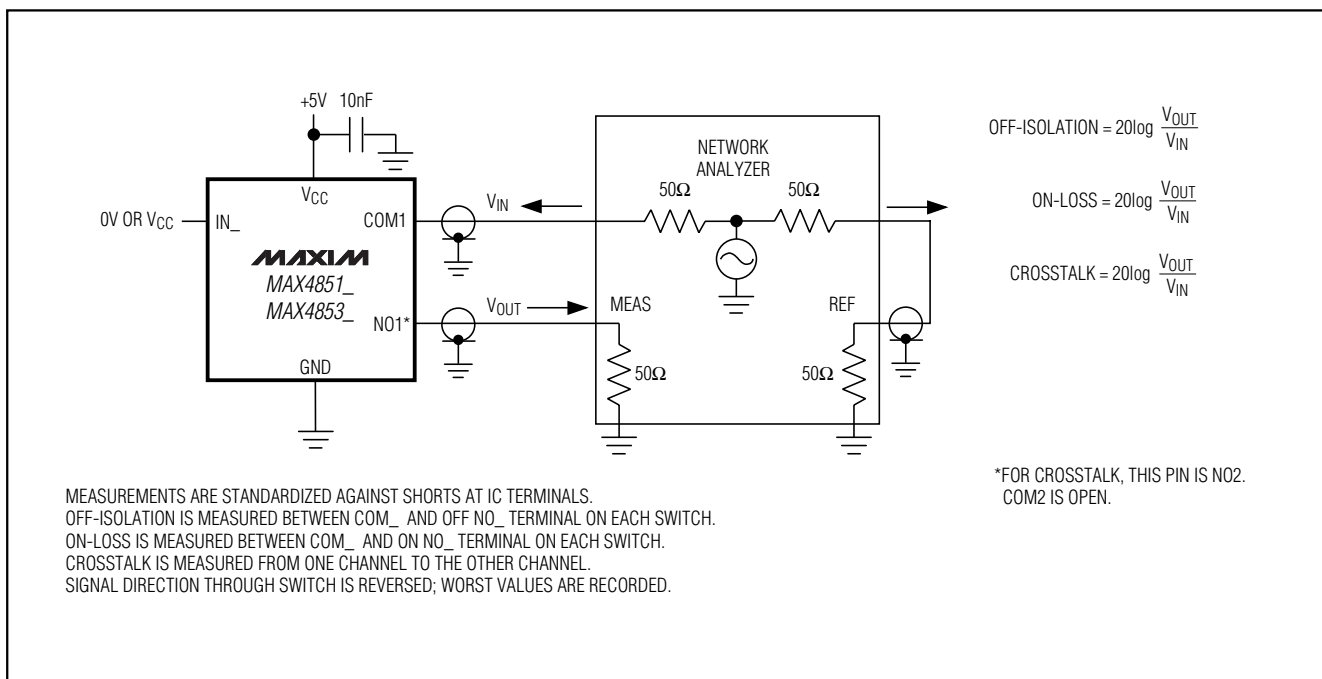 +5V 10nF
VCC
0V OR VCC
IN_
COM1
MAXIM
MAX4851_
MAX4853_
NO1*
GND
VIN
VOUT
NETWORK
ANALYZER
50Ω 50Ω
MEAS REF
50Ω 50Ω
OFF-ISOLATION = 20log VOUT
VIN
ON-LOSS = 20log VOUT
VIN
CROSSTALK = 20log VOUT
VIN
*FOR CROSSTALK, THIS PIN IS NO2.
COM2 IS OPEN.
MEASUREMENTS ARE STANDARDIZED AGAINST SHORTS AT IC TERMINALS.
OFF-ISOLATION IS MEASURED BETWEEN COM_ AND OFF NO_ TERMINAL ON EACH SWITCH.
ON-LOSS IS MEASURED BETWEEN COM_ AND ON NO_ TERMINAL ON EACH SWITCH.
CROSSTALK IS MEASURED FROM ONE CHANNEL TO THE OTHER CHANNEL.
SIGNAL DIRECTION THROUGH SWITCH IS REVERSED; WORST VALUES ARE RECORDED.